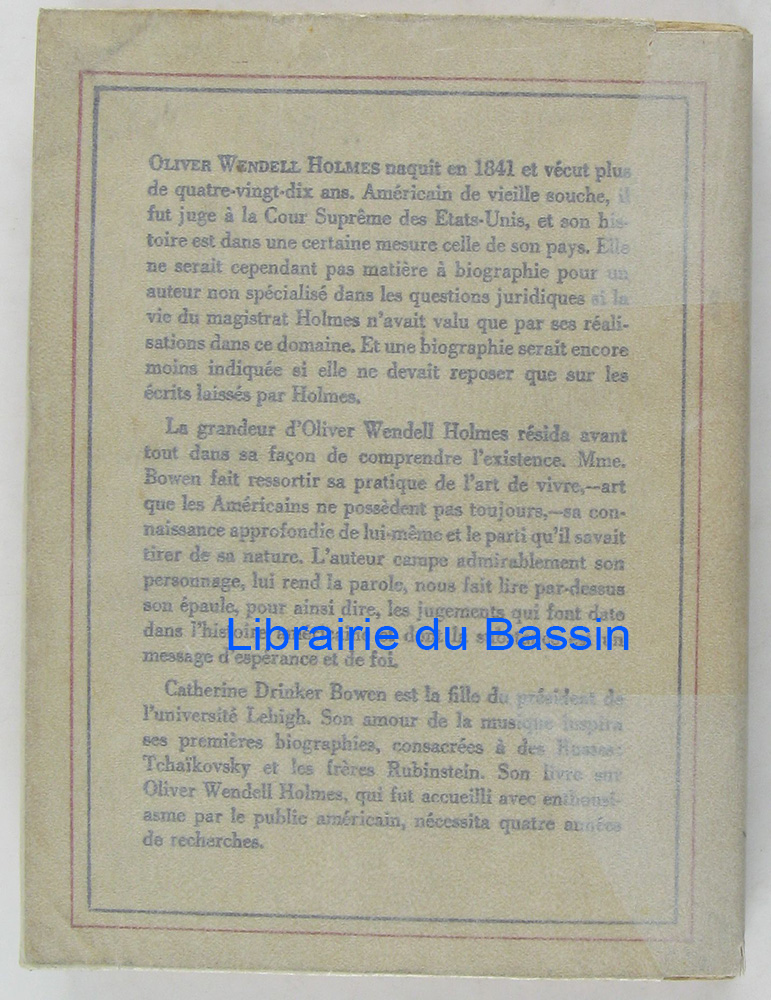 OLIVER WENDELL HOLMES naquit en 1841 et vécut plus
de quatre-vingt-dix ans. Américain de vieille souche, il
fut juge à la Cour Suprême des Etats-Unis, et son his-
toire est dans une certaine mesure celle de son pays. Elle
ne serait cependant pas matière à biographie pour un
auteur non spécialisé dans les questions juridiques si la
vie du magistrat Holmes n'avait valu que par ses réali-
sations dans ce domaine. Et une biographie serait encore
moins indiquée si elle ne devait reposer que sur les
écrits laissés par Holmes.
La grandeur d'Oliver Wendell Holmes résida avant
tout dans sa façon de comprendre l'existence. Mme.
Bowen fait ressortir sa pratique de l'art de vivre,—art
que les Américains ne possèdent pas toujours,—sa con-
naissance approfondie de lui-même et le parti qu'il savait
tirer de sa nature. L'auteur campe admirablement son
personnage, lui rend la parole, nous fait lire par-dessus
son épaule, pour ainsi dire, les jugements qui font date
dans l'histoire américaine et dont la
message d'espérance et de foi.
Librairie du Bassin
Catherine Drinker Bowen est la fille du président de
l'université Lehigh. Son amour de la musique inspira
ses premières biographies, consacrées à des Russes:
Tchaïkovsky et les frères Rubinstein. Son livre sur
Oliver Wendell Holmes, qui fut accueilli avec enthousi-
asme par le public américain, nécessita quatre années
de recherches.